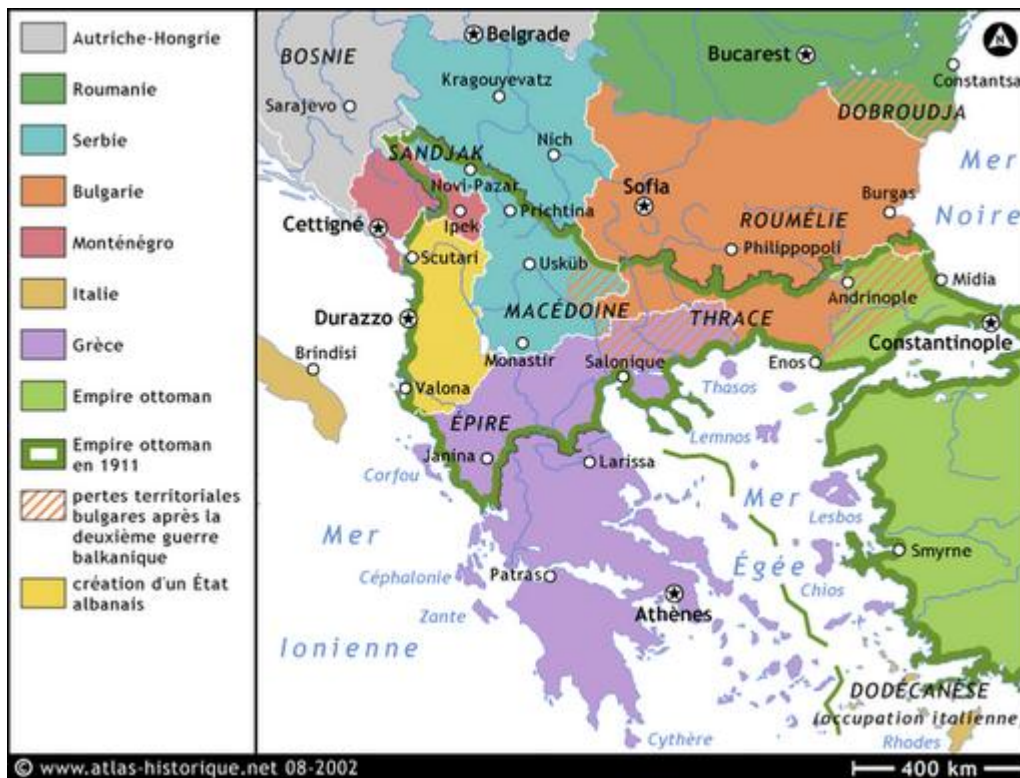 Autriche-Hongrie
Roumanie
Serbie
Bulgarie
Monténégro
Italie
Grèce
Empire ottoman
Empire ottoman
en 1911
pertes territoriales
bulgares après la
deuxième guerre
balkanique
création d'un État
albanais
Belgrade
BOSNIE
Bucarest
N
Kragouyevatz
Constantsa
Sarajevo
DOBROUDJA
Nich
SANDJAK
Mer
Noire
Novi-Pazar
Sofia
Burgas
Prichtina
Cettigné
Ipek
ROUMÉLIE
Philippopoli
Scutari
Usküb
Andrinople
Midia
MACÉDOINE
THRACE
Durazzo
Constantinople
Brindisi
Monastir
Salonique
Enos
Valona
Thasos
ÉPIRE
Lemnos
Janina
Larissa
Corfou
Mer
Égée
Lesbos
Mer
Ionienne
Smyrne
Céphalonie
Patras
Chios
Zante
Athènes
DODÉCANÈSE
(occupation italienne)
Rhodes
Cythère
© www.atlas-historique.net 08-2002
400 km